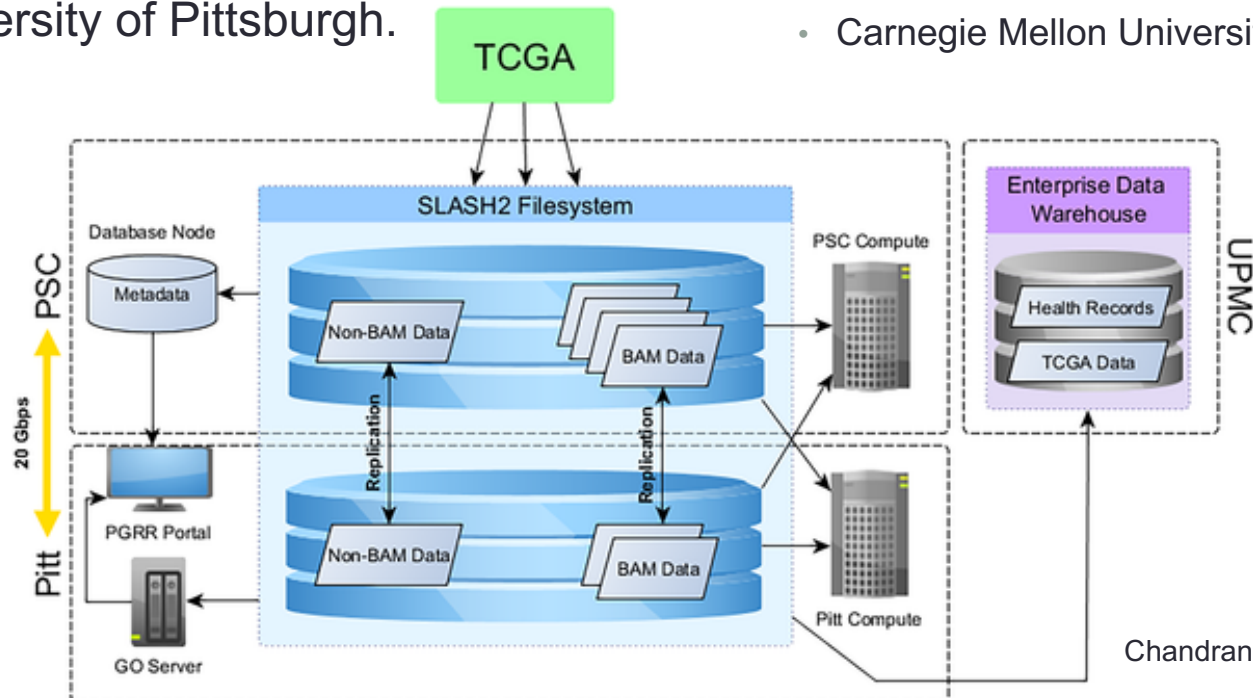 ersity of Pittsburgh.
• Carnegie Mellon Universi
TCGA
SLASH2 Filesystem
Enterprise Data
Warehouse
Database Node
Metadata
PSC Compute
Health Records
TCGA Data
UPMC
PSC
Non-BAM Data
BAM Data
20 Gbps
Replication
Replication
PGRR Portal
Pitt
Non-BAM Data
BAM Data
Pitt Compute
GO Server
Chandran